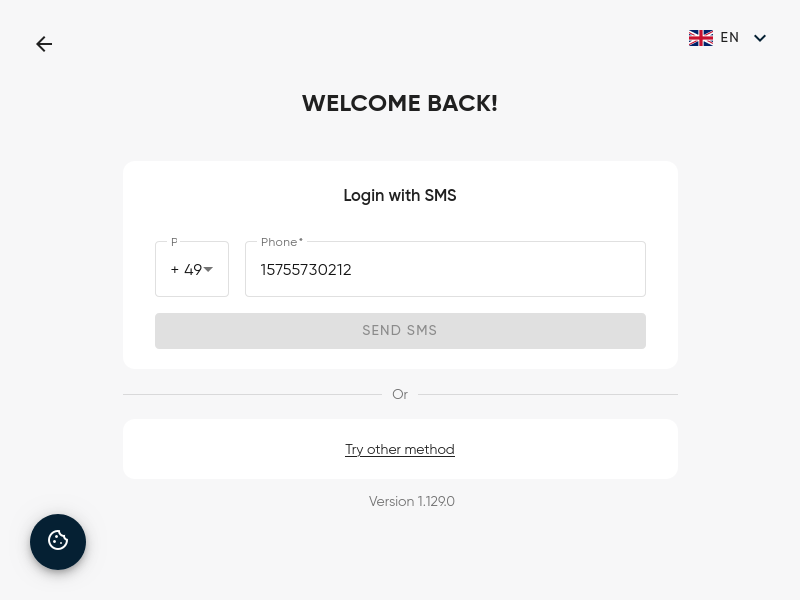 EN
WELCOME BACK!
Login with SMS
P
+ 49
Phone*
15755730212
SEND SMS
Or
Try other method
Version 1.129.0